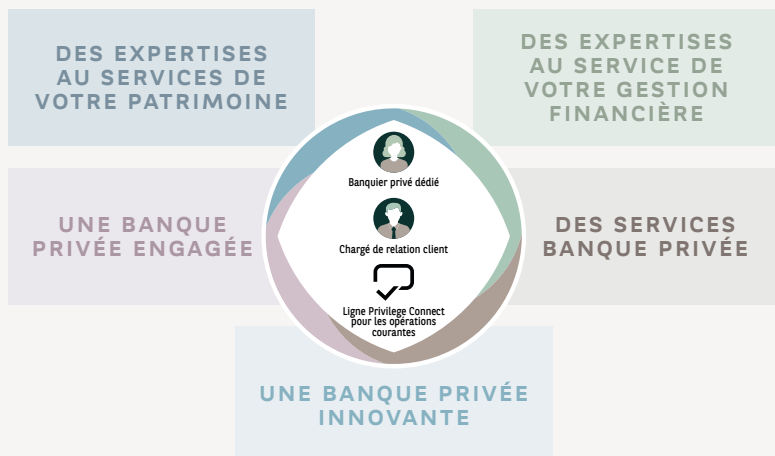 DES EXPERTISES
AU SERVICES DE
VOTRE PATRIMOINE
DES EXPERTISES
AU SERVICE DE
VOTRE GESTION
FINANCIÈRE
Banquier privé dédié
UNE BANQUE
PRIVÉE ENGAGÉE
Chargé de relation client
DES SERVICES
BANQUE PRIVÉE
Ligne Privilege Connect
pour les opérations
courantes
UNE BANQUE PRIVÉE
INNOVANTE